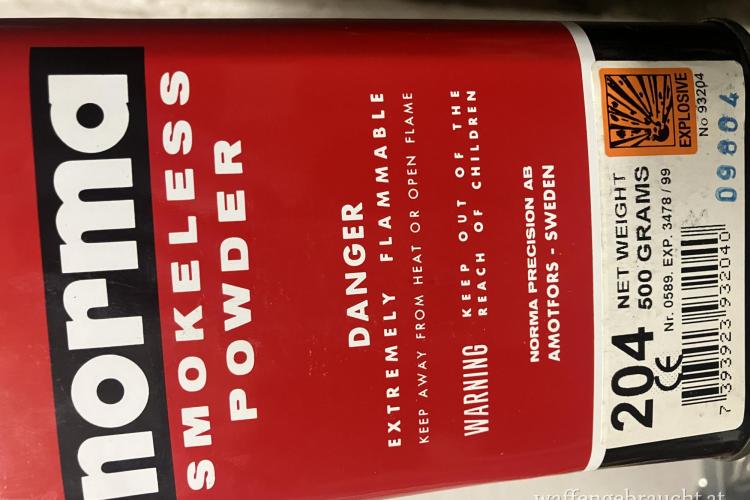 norma
SMOKELESS
POWDER
DANGER
EXTREMELY FLAMMABLE
KEEP AWAY FROM HEAT OR OPEN FLAME
WARNING KEEP OUT OF THE
REACH OF CHILDREN
NORMA PRECISION AB
AMOTFORS - SWEDEN
204
NET WEIGHT
500 GRAMS
CE
Nr. 0589. EXP. 3478 / 99
7 393923 932040
EXPLOSIVE
No 93204
09804
waffengebraucht.at